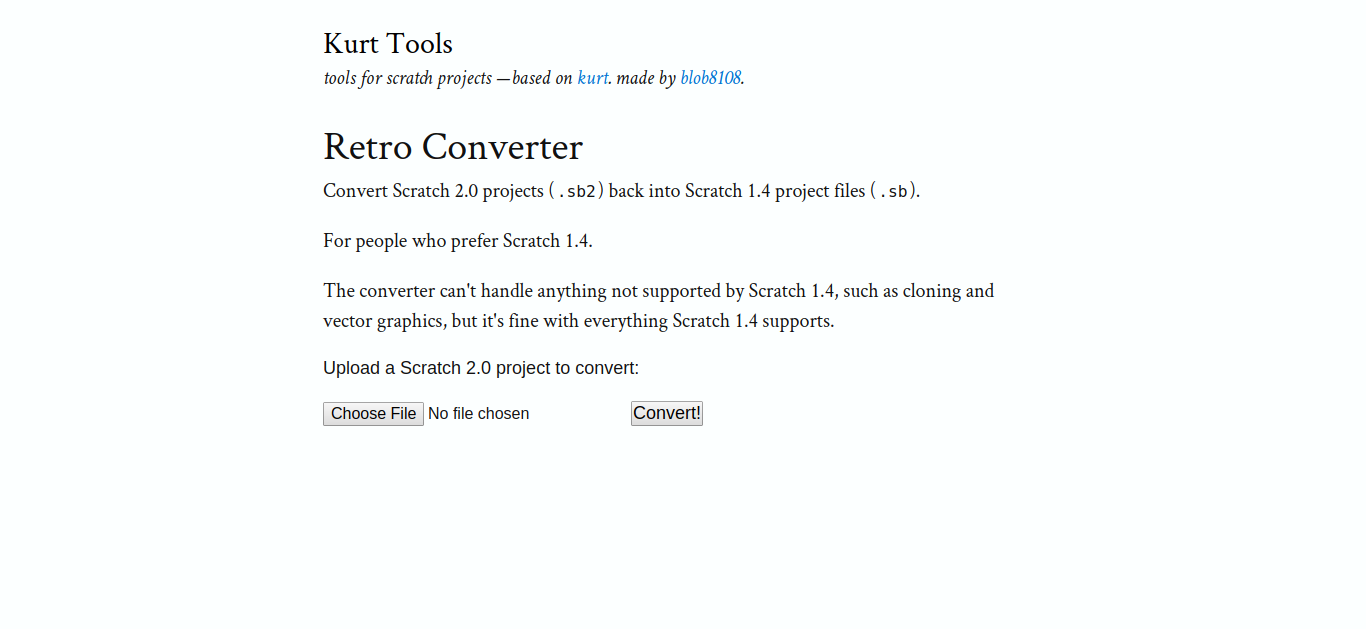 Kurt Tools
tools for scratch projects —based on kurt. made by blob8108.
Retro Converter
Convert Scratch 2.0 projects (.sb2) back into Scratch 1.4 project files (.sb).
For people who prefer Scratch 1.4.
The converter can't handle anything not supported by Scratch 1.4, such as cloning and
vector graphics, but it's fine with everything Scratch 1.4 supports.
Upload a Scratch 2.0 project to convert:
Choose File No file chosen Convert!